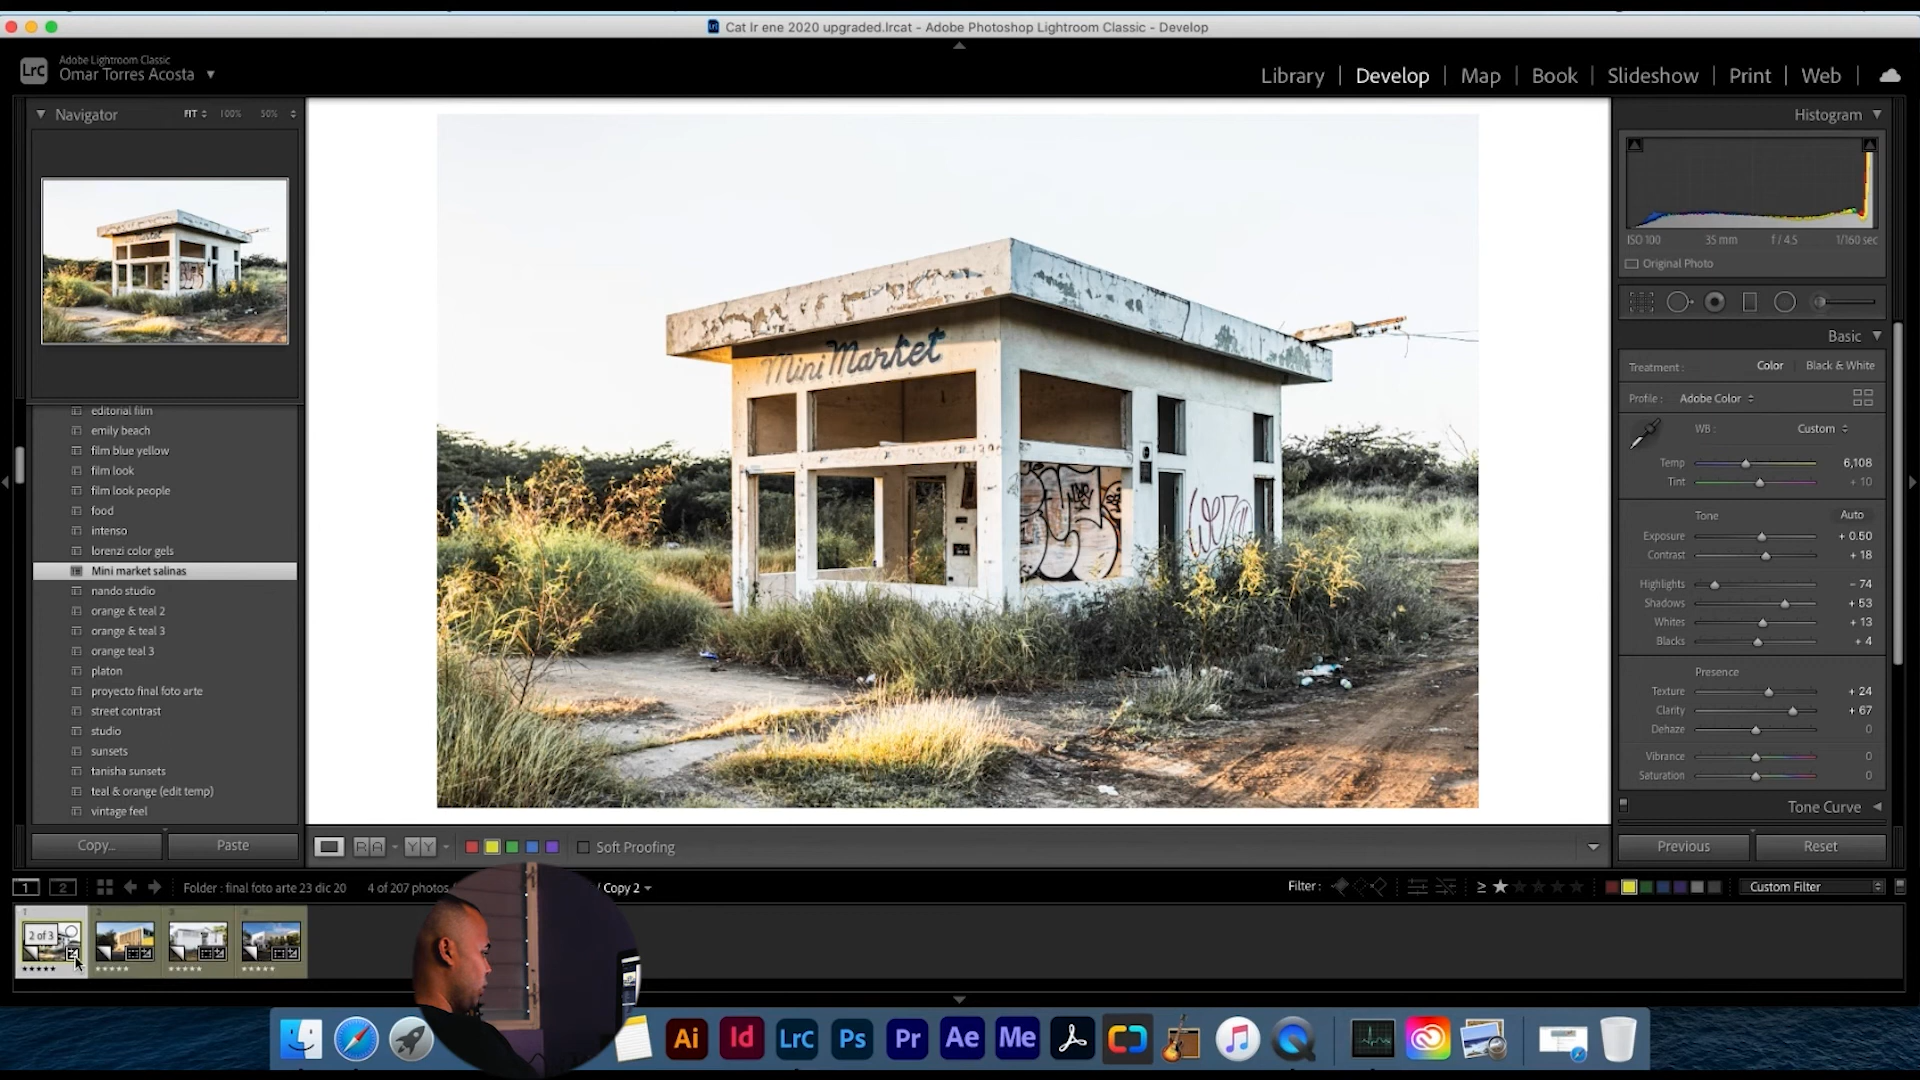 Cat lr ene 2020 upgraded.lrcat - Adobe Photoshop Lightroom Classic - Develop
LrC
Adobe Lightroom Classic
Omar Torres Acosta
Library | Develop | Map | Book | Slideshow | Print | Web
Navigator FIT 100% 50%
Histogram
ISO 100 35 mm f / 4.5 1/160 sec
Original Photo
Basic
Treatment : Color Black & White
Profile : Adobe Color
WB : Custom
Temp 6,108
Tint + 10
Tone Auto
Exposure + 0.50
Contrast + 18
Highlights - 74
Shadows + 53
Whites + 13
Blacks + 4
Presence
Texture + 24
Clarity + 67
Dehaze 0
Vibrance 0
Saturation 0
Tone Curve
Previous Reset
editorial film
emily beach
film blue yellow
film look
film look people
food
intenso
lorenzi color gels
Mini market salinas
nando studio
orange & teal 2
orange & teal 3
orange teal 3
platon
proyecto final foto arte
street contrast
studio
sunsets
tanisha sunsets
teal & orange (edit temp)
vintage feel
Copy... Paste
Mini Market
R A Y Y Soft Proofing
1 2 Folder : final foto arte 23 dic 20 4 of 207 photos / Copy 2
Filter : ≥ Custom Filter
1 2 3 4
2 of 3
Ai Id LrC Ps Pr Ae Me